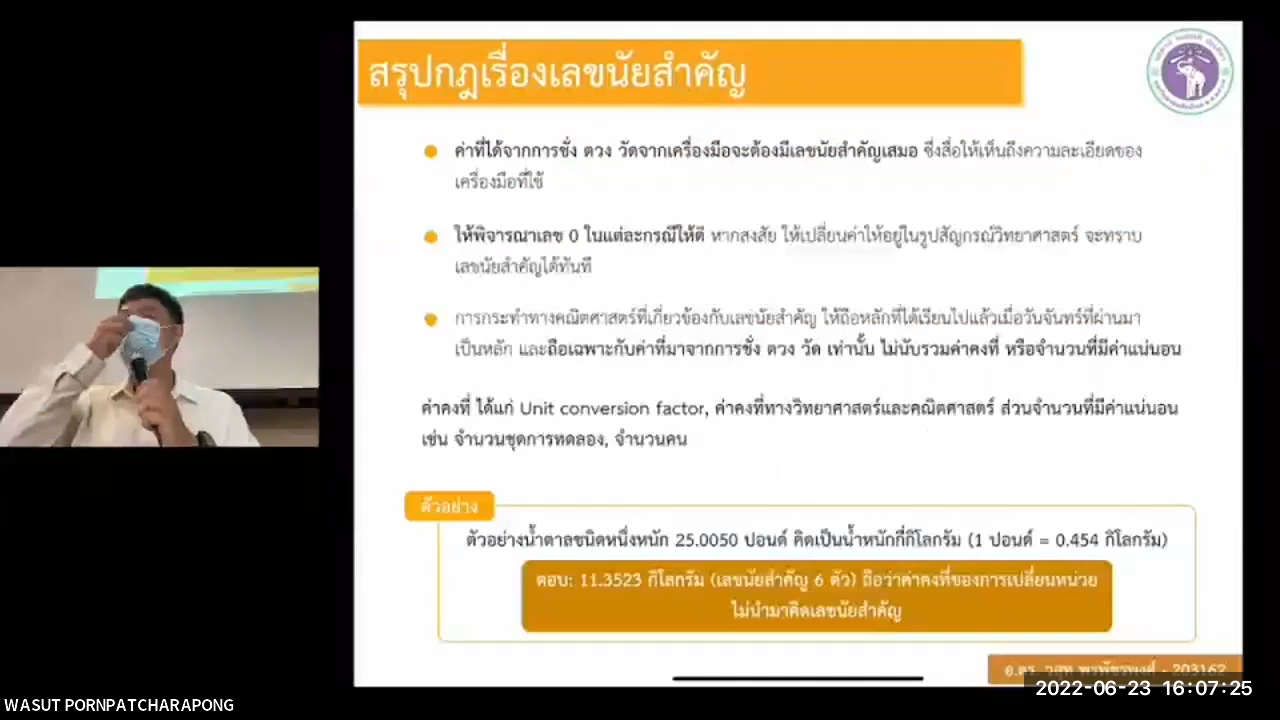 สรุปกฎเรื่องเลขนัยสำคัญ
ค่าที่ได้จากการชั่ง ตวง วัดจากเครื่องมือจะต้องมีเลขนัยสำคัญเสมอ ซึ่งสื่อให้เห็นถึงความละเอียดของ
เครื่องมือที่ใช้
ให้พิจารณาเลข 0 ในแต่ละกรณีให้ดี หากสงสัย ให้เปลี่ยนค่าให้อยู่ในรูปสัญกรณ์วิทยาศาสตร์ จะทราบ
เลขนัยสำคัญได้ทันที
การกระทำทางคณิตศาสตร์ที่เกี่ยวข้องกับเลขนัยสำคัญ ให้ถือหลักที่ได้เรียนไปแล้วเมื่อวันจันทร์ที่ผ่านมา
เป็นหลัก และถือเฉพาะกับค่าที่มาจากการชั่ง ตวง วัด เท่านั้น ไม่นับรวมค่าคงที่ หรือจำนวนที่มีค่าแน่นอน
ค่าคงที่ ได้แก่ Unit conversion factor, ค่าคงที่ทางวิทยาศาสตร์และคณิตศาสตร์ ส่วนจำนวนที่มีค่าแน่นอน
เช่น จำนวนชุดการทดลอง, จำนวนคน
ตัวอย่าง
ตัวอย่างน้ำตาลชนิดหนึ่งหนัก 25.0050 ปอนด์ คิดเป็นน้ำหนักกี่กิโลกรัม (1 ปอนด์ = 0.454 กิโลกรัม)
ตอบ: 11.3523 กิโลกรัม (เลขนัยสำคัญ 6 ตัว) ถือว่าค่าคงที่ของการเปลี่ยนหน่วย
ไม่นำมาคิดเลขนัยสำคัญ
อ.ดร. วสุท พรพัชรพงศ์ - 203162
2022-06-23 16:07:25
WASUT PORNPATCHARAPONG